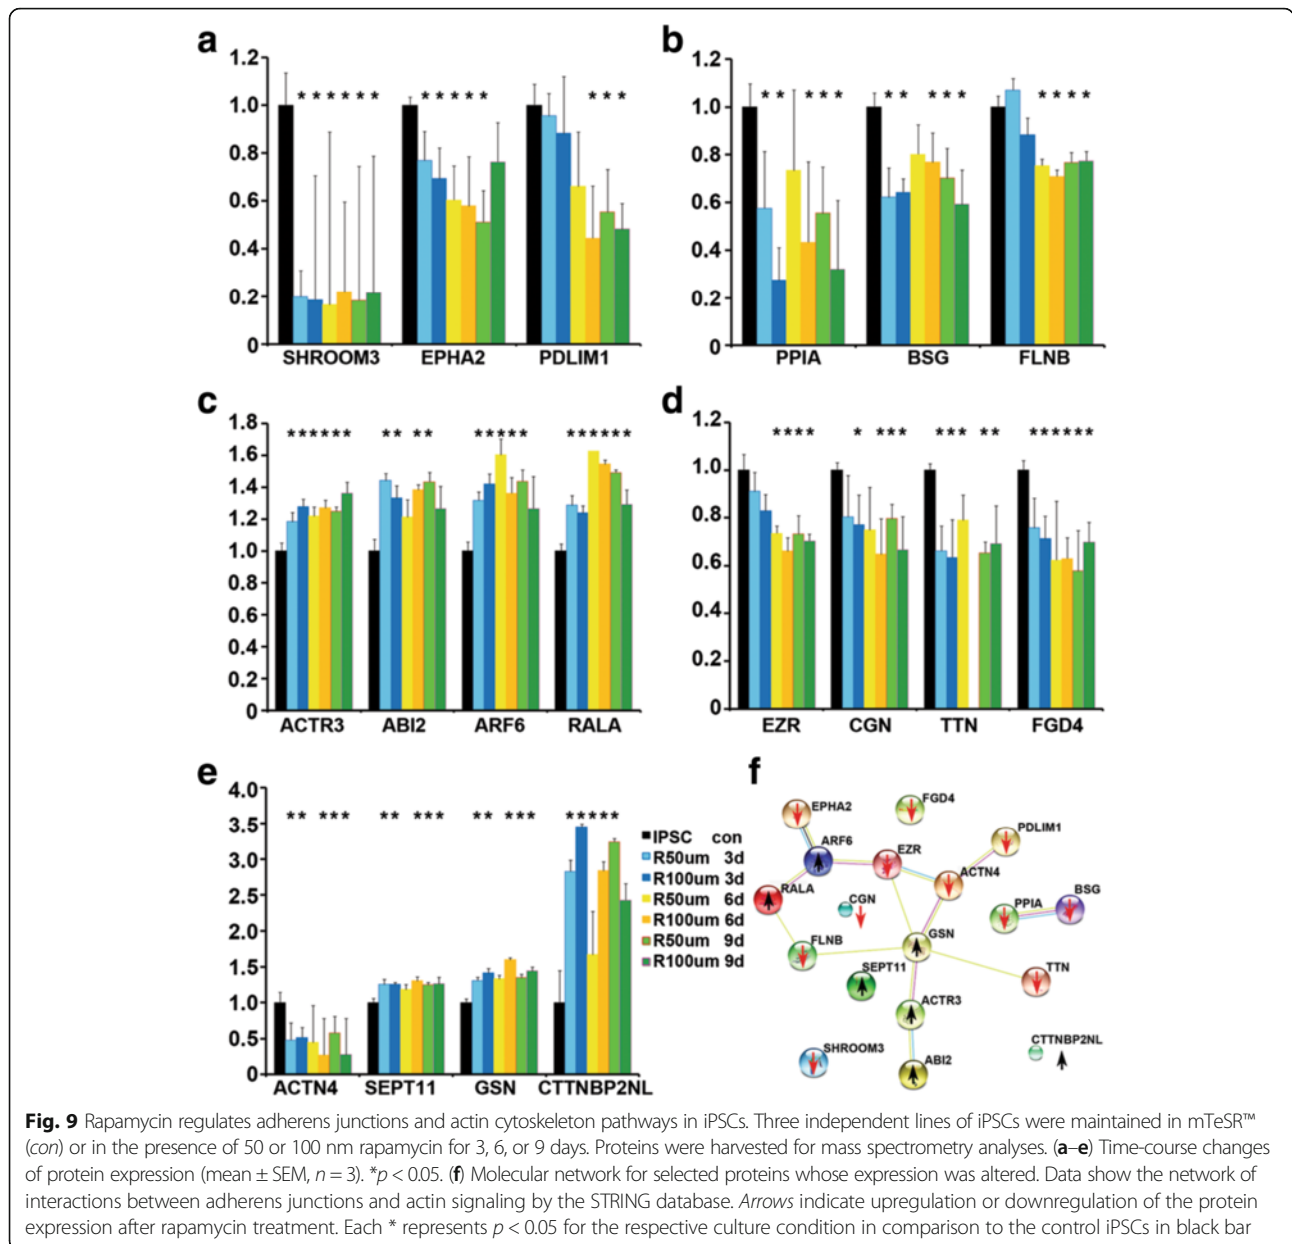 a
1.2
1.0
0.8
0.6
0.4
0.2
0
* * * * * *
* * * * *
* * *
SHROOM3 EPHA2 PDLIM1
b
1.2
1.0
0.8
0.6
0.4
0.2
0
* * * * *
* * * * *
* * * *
PPIA BSG FLNB
c
1.8
1.6
1.4
1.2
1.0
0.8
0.6
0.4
0.2
0
******
** **
*****
******
ACTR3 ABI2 ARF6 RALA
d
1.2
1.0
0.8
0.6
0.4
0.2
0
****
* ***
*** **
******
EZR CGN TTN FGD4
e
4.0
3.5
3.0
2.5
2.0
1.5
1.0
0.5
0
** ***
** ***
** ***
*****
ACTN4 SEPT11 GSN CTTNBP2NL
IPSC con
R50um 3d
R100um 3d
R50um 6d
R100um 6d
R50um 9d
R100um 9d
f
EPHA2
FGD4
ARF6
EZR
PDLIM1
ACTN4
RALA
CGN
PPIA
BSG
FLNB
GSN
SEPT11
TTN
ACTR3
SHROOM3
ABI2
CTTNBP2NL
Fig. 9 Rapamycin regulates adherens junctions and actin cytoskeleton pathways in iPSCs. Three independent lines of iPSCs were maintained in mTeSR™
(con) or in the presence of 50 or 100 nm rapamycin for 3, 6, or 9 days. Proteins were harvested for mass spectrometry analyses. (a–e) Time-course changes
of protein expression (mean ± SEM, n = 3). *p < 0.05. (f) Molecular network for selected proteins whose expression was altered. Data show the network of
interactions between adherens junctions and actin signaling by the STRING database. Arrows indicate upregulation or downregulation of the protein
expression after rapamycin treatment. Each * represents p < 0.05 for the respective culture condition in comparison to the control iPSCs in black bar